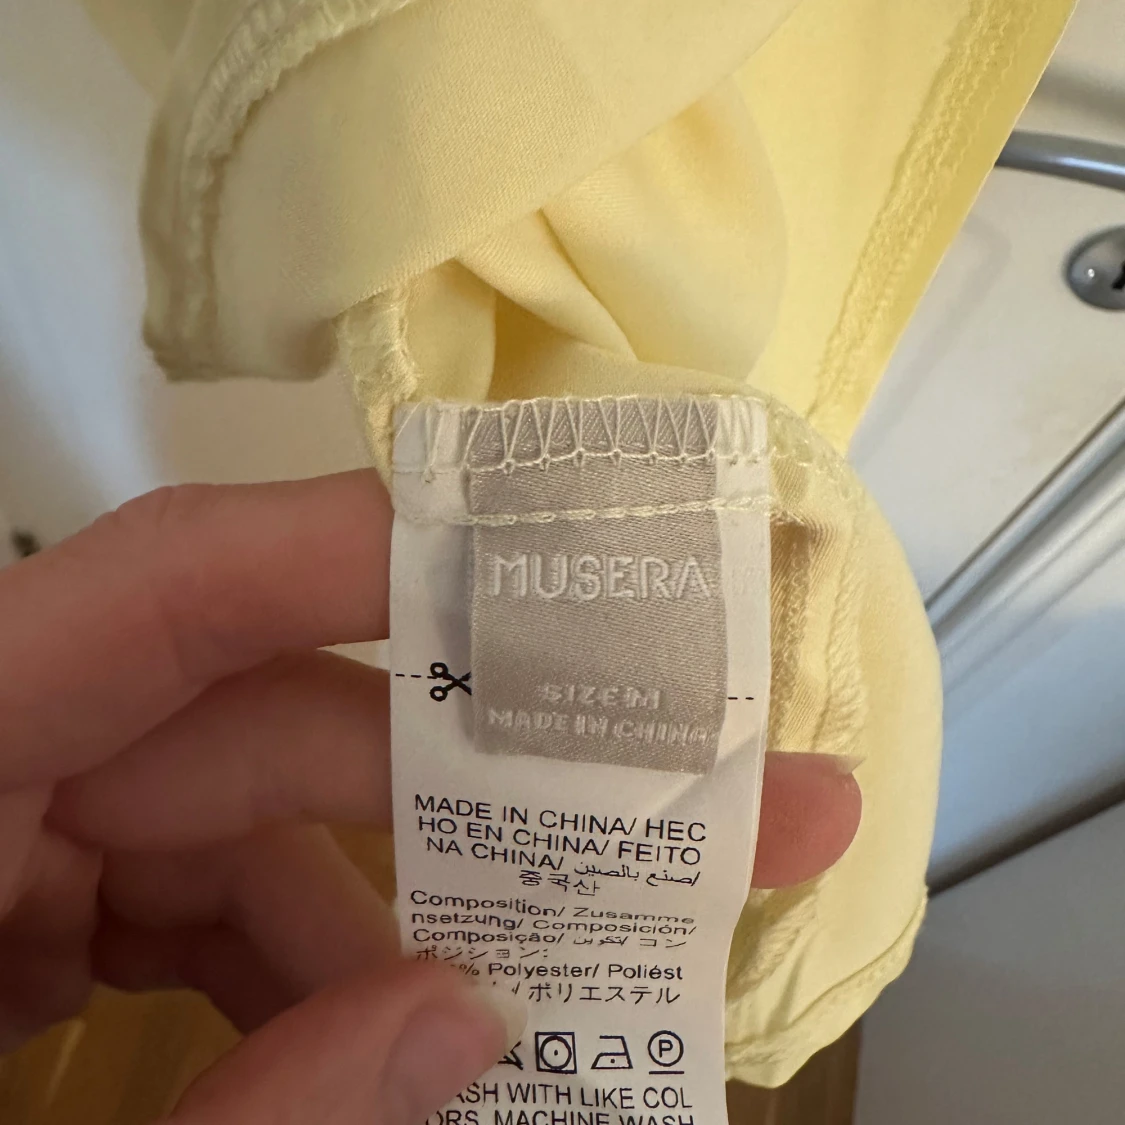 MUSERA
SIZE M
MADE IN CHINA
MADE IN CHINA/ HEC
HO EN CHINA/ FEITO
NA CHINA/ صنع بالصين/
중국산
Composition/ Zusamme
nsetzung/ Composición/
Composição/ تكوين/ コン
ポジション:
% Polyester/ Poliést
/ ポリエステル
P
WITH LIKE COL
ORS, MACHINE WASH